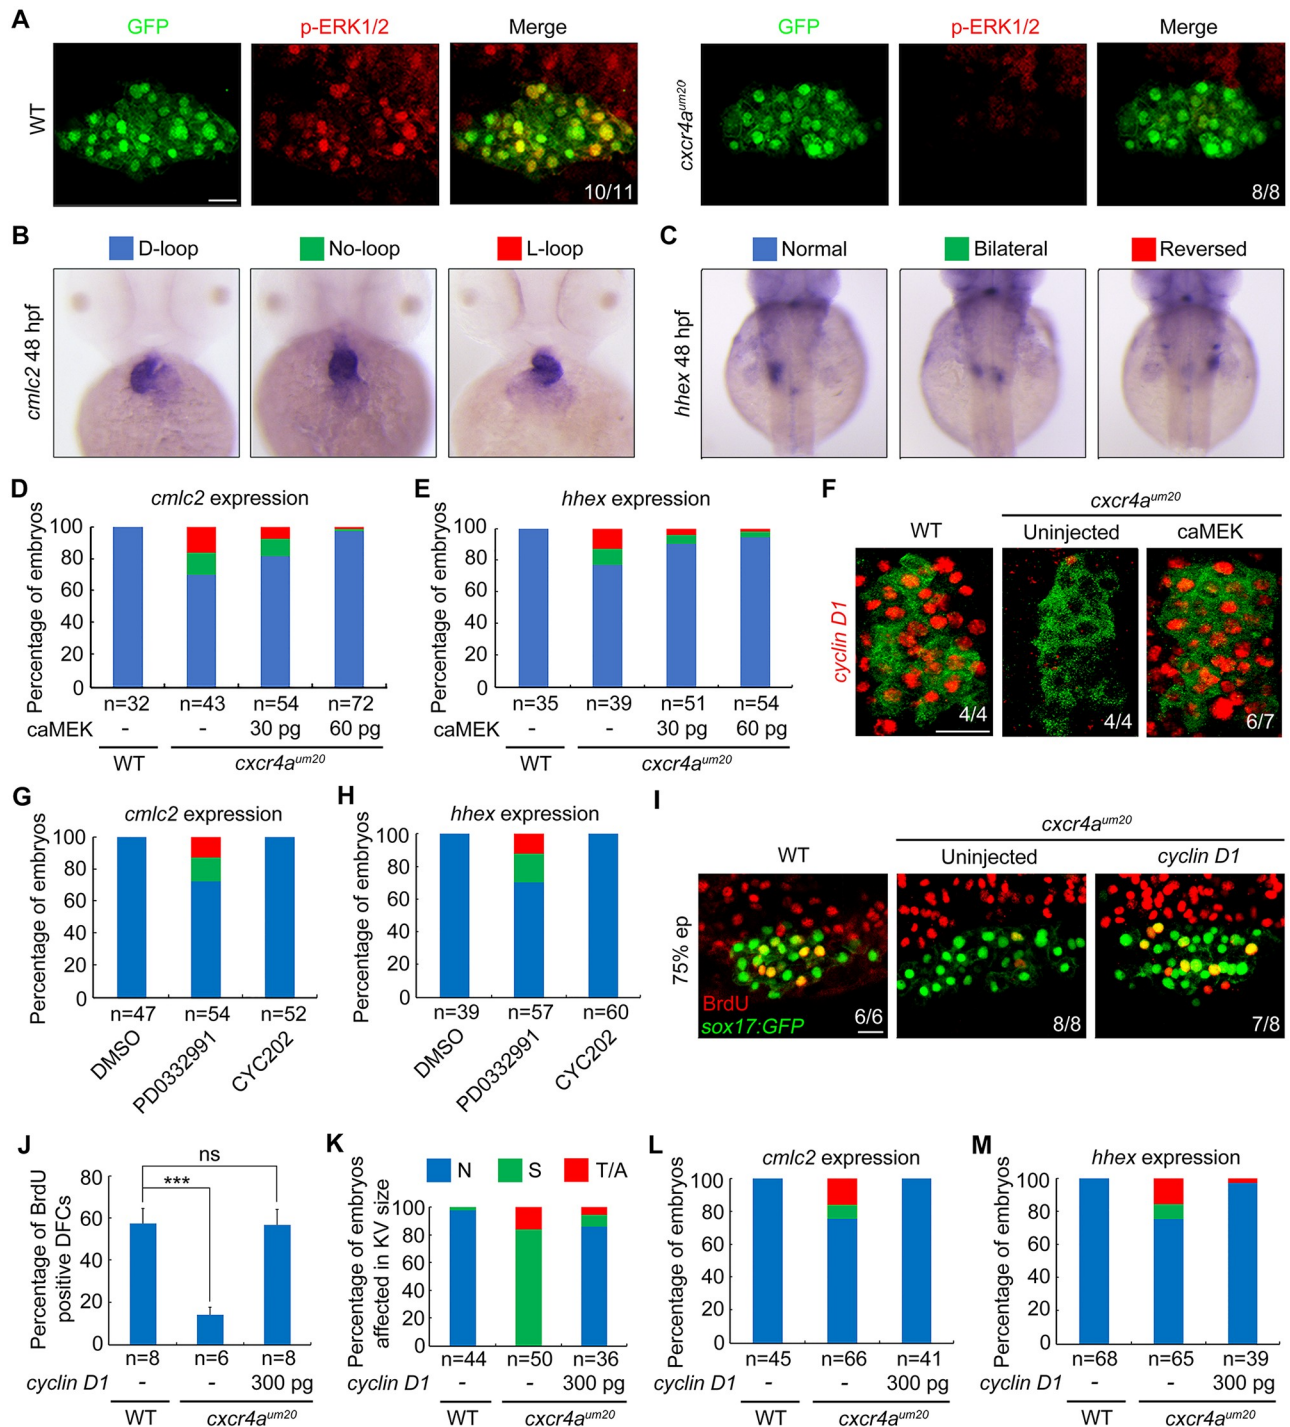 A
GFP p-ERK1/2 Merge GFP p-ERK1/2 Merge
WT
cxcr4a^um20
10/11
8/8
B
D-loop No-loop L-loop
cmlc2 48 hpf
C
Normal Bilateral Reversed
hhex 48 hpf
D
cmlc2 expression
Percentage of embryos
100
80
60
40
20
0
n=32 n=43 n=54 n=72
caMEK - - 30 pg 60 pg
WT cxcr4a^um20
E
hhex expression
Percentage of embryos
100
80
60
40
20
0
n=35 n=39 n=51 n=54
caMEK - - 30 pg 60 pg
WT cxcr4a^um20
F
cxcr4a^um20
WT Uninjected caMEK
cyclin D1
4/4 4/4 6/7
G
cmlc2 expression
Percentage of embryos
100
80
60
40
20
0
n=47 n=54 n=52
DMSO PD0332991 CYC202
H
hhex expression
Percentage of embryos
100
80
60
40
20
0
n=39 n=57 n=60
DMSO PD0332991 CYC202
I
cxcr4a^um20
WT Uninjected cyclin D1
75% ep
BrdU
sox17:GFP
6/6 8/8 7/8
J
ns
***
Percentage of BrdU
positive DFCs
80
60
40
20
0
n=8 n=6 n=8
cyclin D1 - - 300 pg
WT cxcr4a^um20
K
N S T/A
Percentage of embryos
affected in KV size
100
80
60
40
20
0
n=44 n=50 n=36
- - 300 pg
WT cxcr4a^um20
L
cmlc2 expression
Percentage of embryos
100
80
60
40
20
0
n=45 n=66 n=41
cyclin D1 - - 300 pg
WT cxcr4a^um20
M
hhex expression
Percentage of embryos
100
80
60
40
20
0
n=68 n=65 n=39
cyclin D1 - - 300 pg
WT cxcr4a^um20